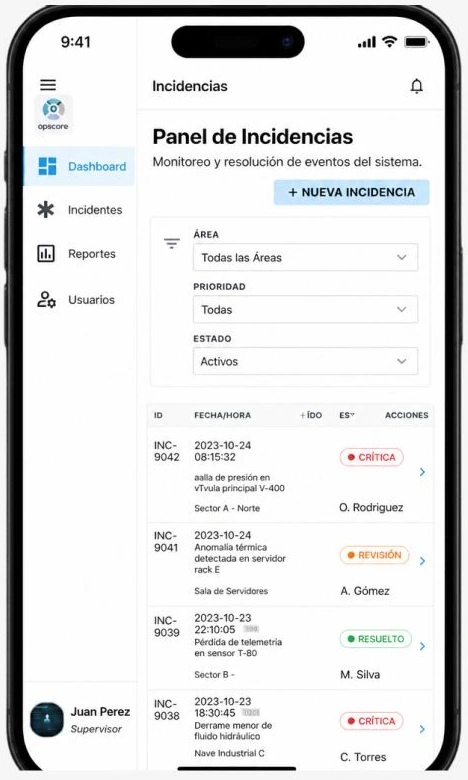 9:41
Incidencias
opscore
Dashboard
Incidentes
Reportes
Usuarios
Panel de Incidencias
Monitoreo y resolución de eventos del sistema.
+ NUEVA INCIDENCIA
ÁREA
Todas las Áreas
PRIORIDAD
Todas
ESTADO
Activos
ID FECHA/HORA +ÍDO ES ACCIONES
INC-
9042
2023-10-24
08:15:32
aalla de presión en
vTvula principal V-400
Sector A - Norte
CRÍTICA
O. Rodriguez
INC-
9041
2023-10-24
Anomalía térmica
detectada en servidor
rack E
Sala de Servidores
REVISIÓN
A. Gómez
INC-
9039
2023-10-23
22:10:05
Pérdida de telemetria
en sensor T-80
Sector B -
RESUELTO
M. Silva
INC-
9038
2023-10-23
18:30:45
Derrame menor de
fluido hidráulico
Nave Industrial C
CRÍTICA
C. Torres
Juan Perez
Supervisor